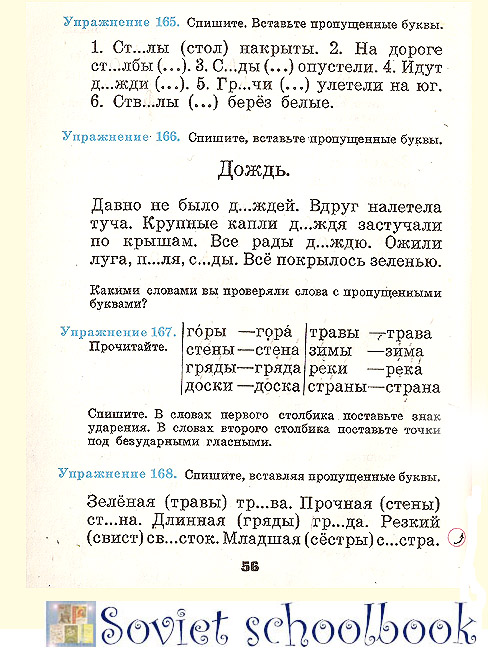 Упражнение 165. Спишите. Вставьте пропущенные буквы.
1. Ст...лы (стол) накрыты. 2. На дороге
ст...лбы (...). 3. С...ды (...) опустели. 4. Идут
д...жди (...). 5. Гр...чи (...) улетели на юг.
6. Ств...лы (...) берёз белые.
Упражнение 166. Спишите, вставьте пропущенные буквы.
Дождь.
Давно не было д...ждей. Вдруг налетела
туча. Крупные капли д...ждя застучали
по крышам. Все рады д...ждю. Ожили
луга, п...ля, с...ды. Всё покрылось зеленью.
Какими словами вы проверяли слова с пропущенными
буквами?
Упражнение 167.
Прочитайте.
го́ры — гора́
стены — стена
гряды — гряда
доски — доска
травы — трава
зимы — зима
реки — река
страны — страна
Спишите. В словах первого столбика поставьте знак
ударения. В словах второго столбика поставьте точки
под безударными гласными.
Упражнение 168. Спишите, вставляя пропущенные буквы.
Зелёная (травы) тр...ва. Прочная (стены)
ст...на. Длинная (гряды) гр...да. Резкий
(свист) св...сток. Младшая (сёстры) с...стра.
56
Soviet schoolbook